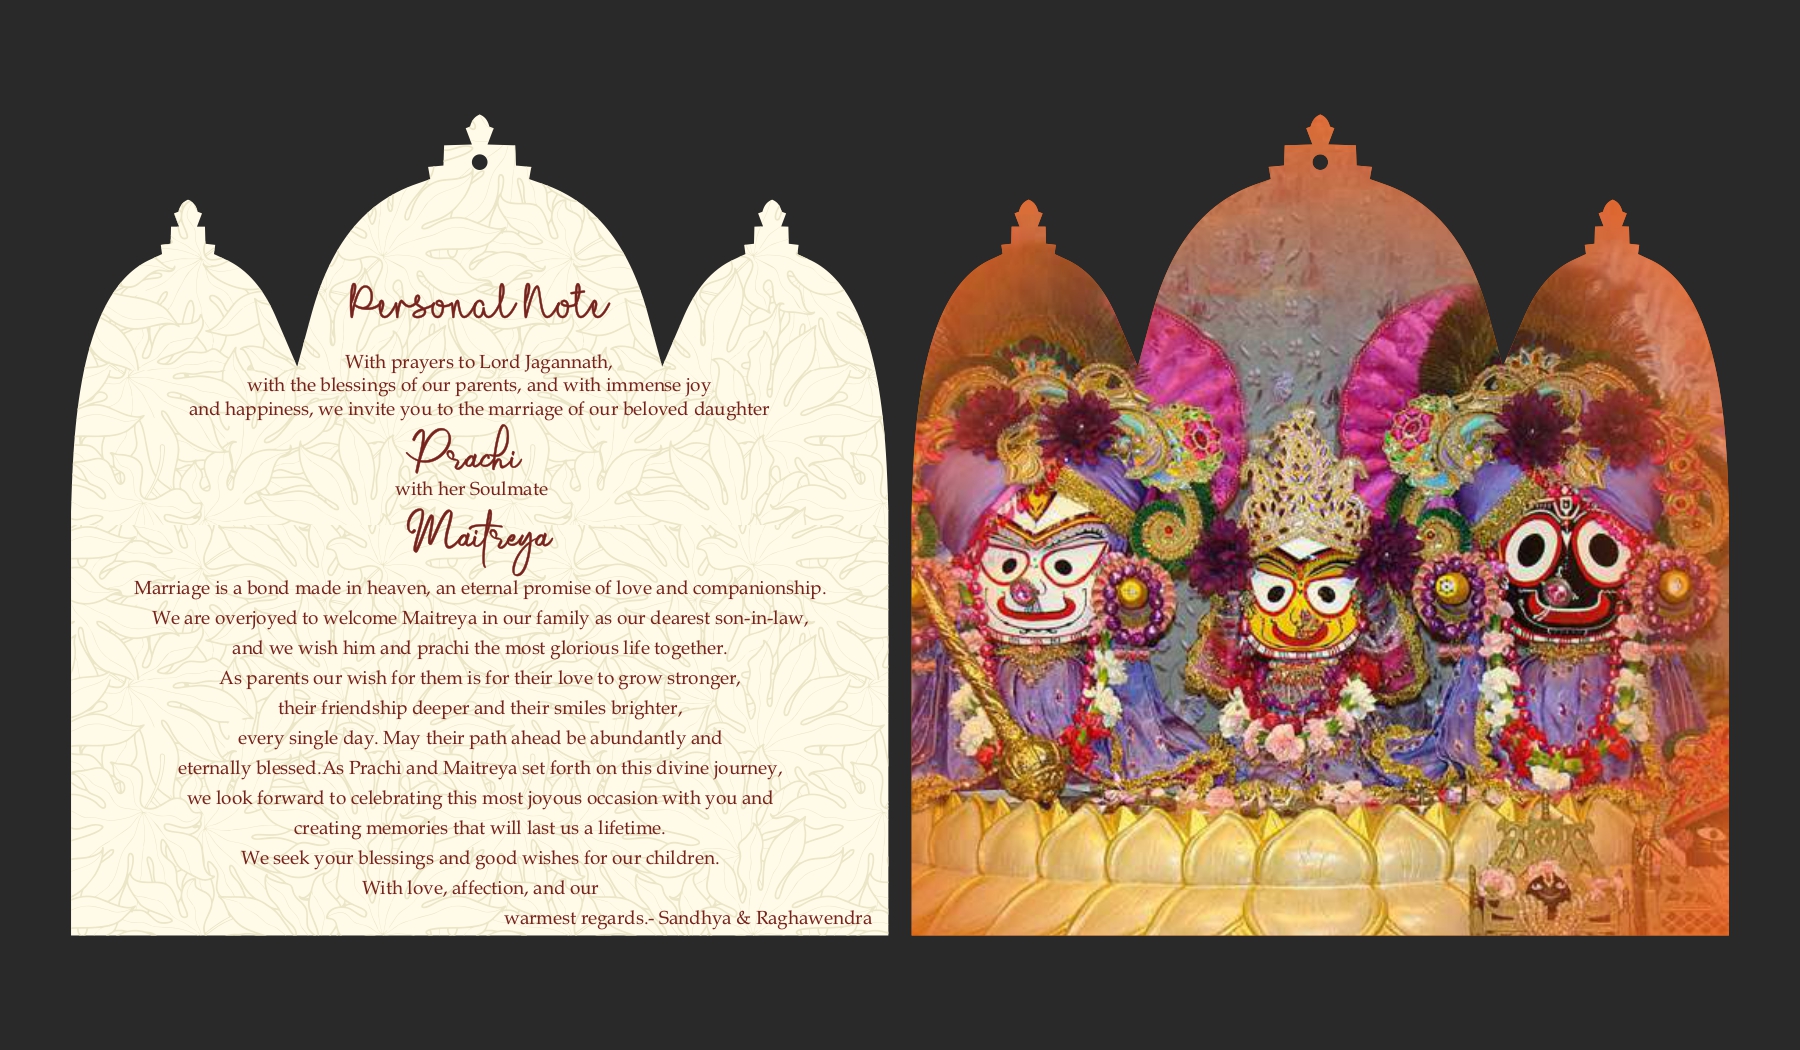 Personal Note
With prayers to Lord Jagannath,
with the blessings of our parents, and with immense joy
and happiness, we invite you to the marriage of our beloved daughter
Prachi
with her Soulmate
Maitreya
Marriage is a bond made in heaven, an eternal promise of love and companionship.
We are overjoyed to welcome Maitreya in our family as our dearest son-in-law,
and we wish him and prachi the most glorious life together.
As parents our wish for them is for their love to grow stronger,
their friendship deeper and their smiles brighter,
every single day. May their path ahead be abundantly and
eternally blessed.As Prachi and Maitreya set forth on this divine journey,
we look forward to celebrating this most joyous occasion with you and
creating memories that will last us a lifetime.
We seek your blessings and good wishes for our children.
With love, affection, and our
warmest regards.- Sandhya & Raghawendra